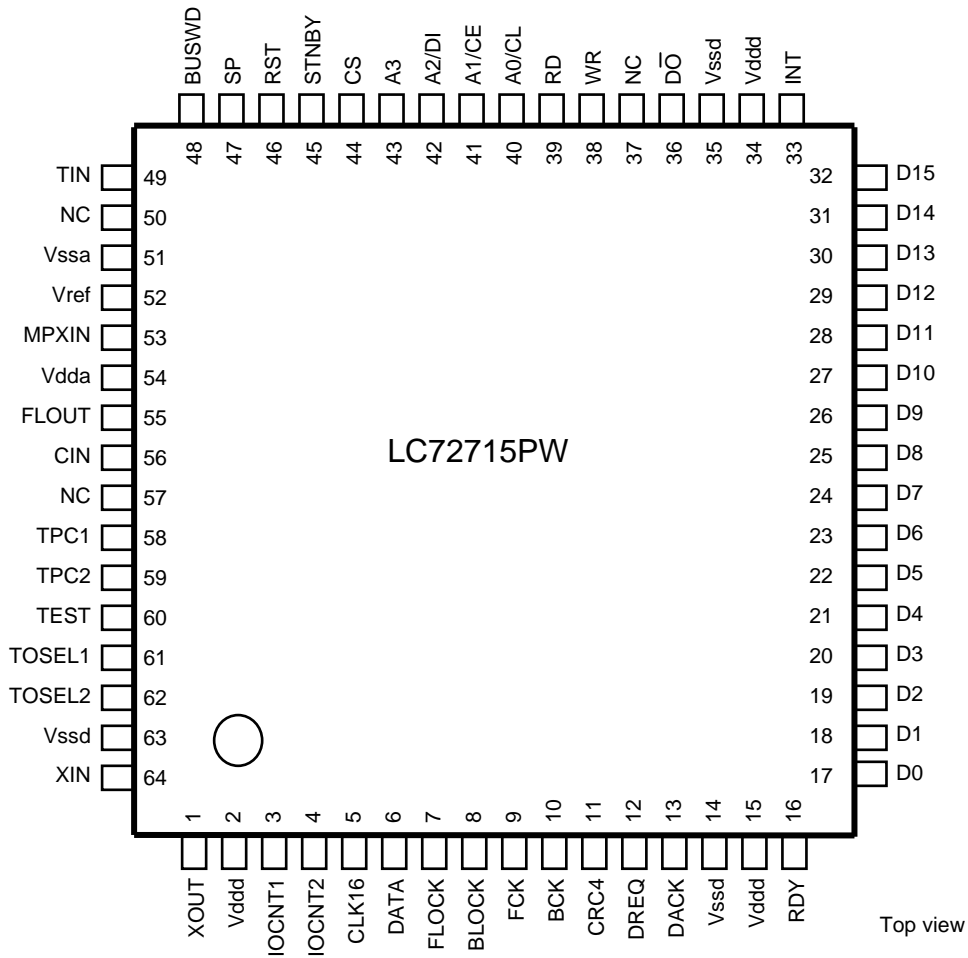 BUSWD SP RST STNBY CS A3 A2/DI A1/CE A0/CL RD WR NC D̅O̅ Vssd Vddd INT
48 47 46 45 44 43 42 41 40 39 38 37 36 35 34 33
TIN 49 32 D15
NC 50 31 D14
Vssa 51 30 D13
Vref 52 29 D12
MPXIN 53 28 D11
Vdda 54 27 D10
FLOUT 55 26 D9
CIN 56 25 D8
LC72715PW
NC 57 24 D7
TPC1 58 23 D6
TPC2 59 22 D5
TEST 60 21 D4
TOSEL1 61 20 D3
TOSEL2 62 19 D2
Vssd 63 18 D1
XIN 64 17 D0
1 2 3 4 5 6 7 8 9 10 11 12 13 14 15 16
XOUT Vddd IOCNT1 IOCNT2 CLK16 DATA FLOCK BLOCK FCK BCK CRC4 DREQ DACK Vssd Vddd RDY
Top view